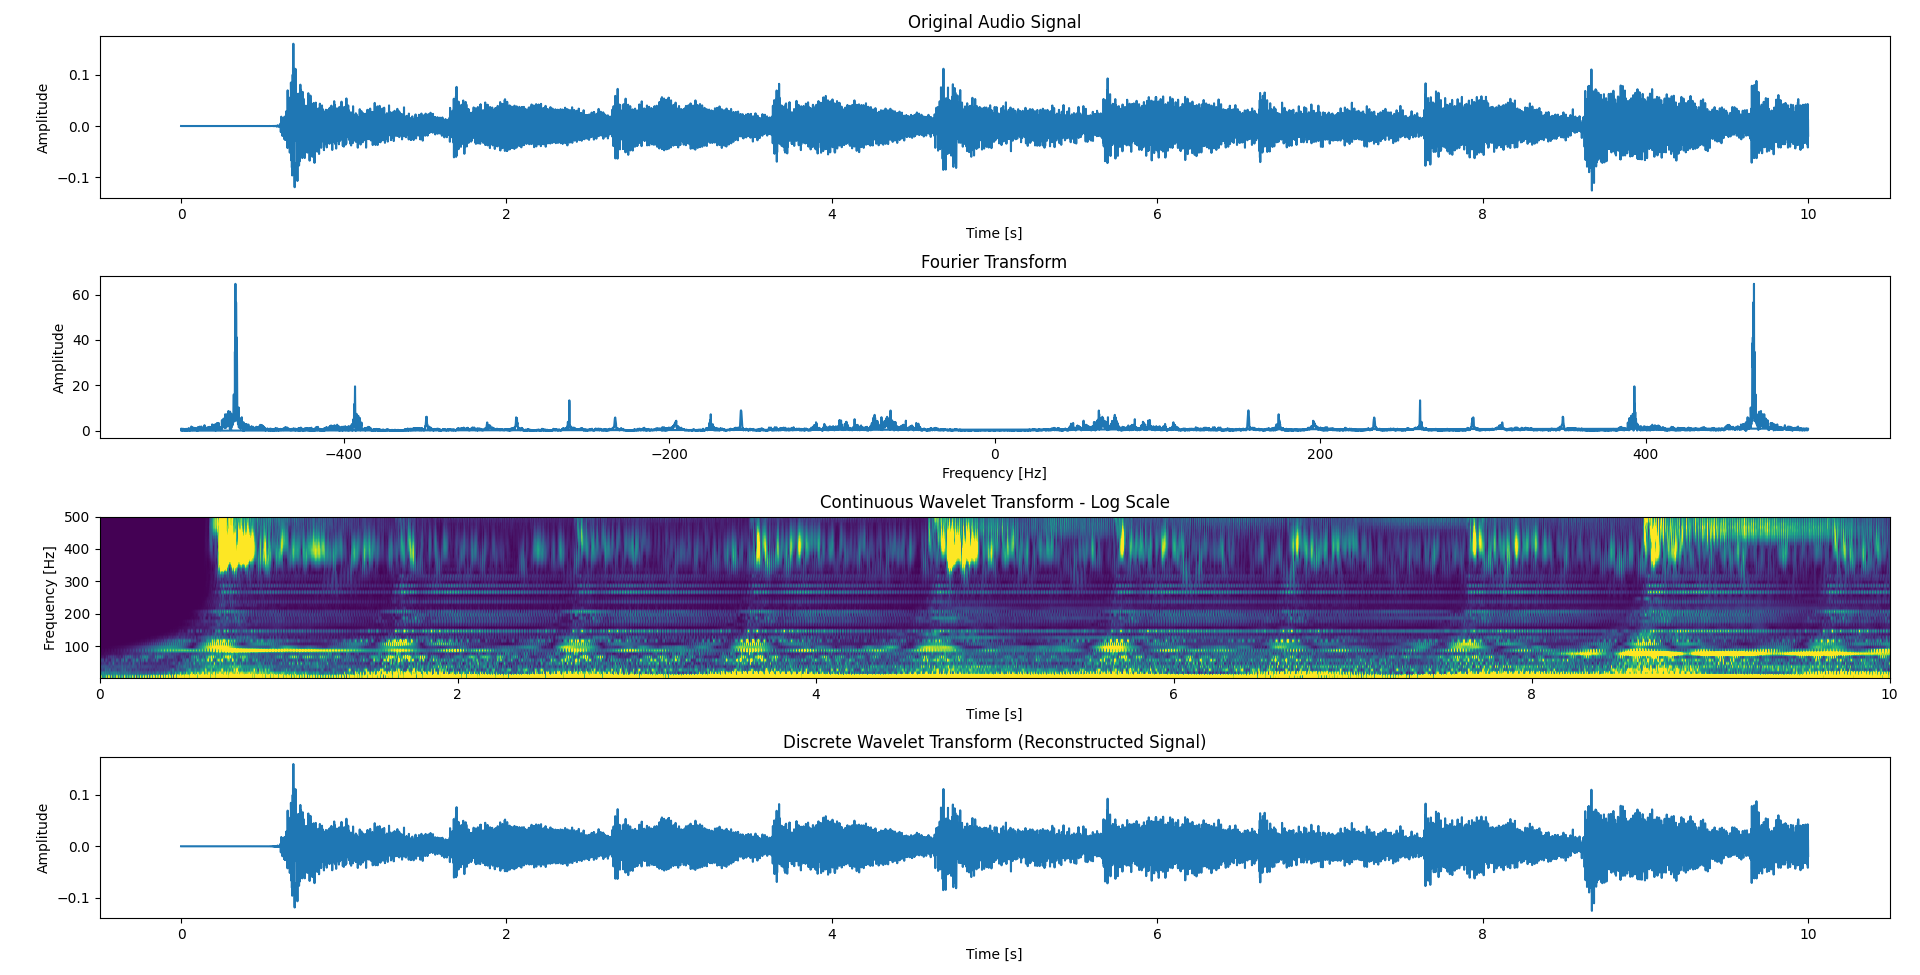 Original Audio Signal
0.1
0.0
−0.1
Amplitude
0 2 4 6 8 10
Time [s]
Fourier Transform
60
40
20
0
Amplitude
−400 −200 0 200 400
Frequency [Hz]
Continuous Wavelet Transform - Log Scale
500
400
300
200
100
Frequency [Hz]
0 2 4 6 8 10
Time [s]
Discrete Wavelet Transform (Reconstructed Signal)
0.1
0.0
−0.1
Amplitude
0 2 4 6 8 10
Time [s]